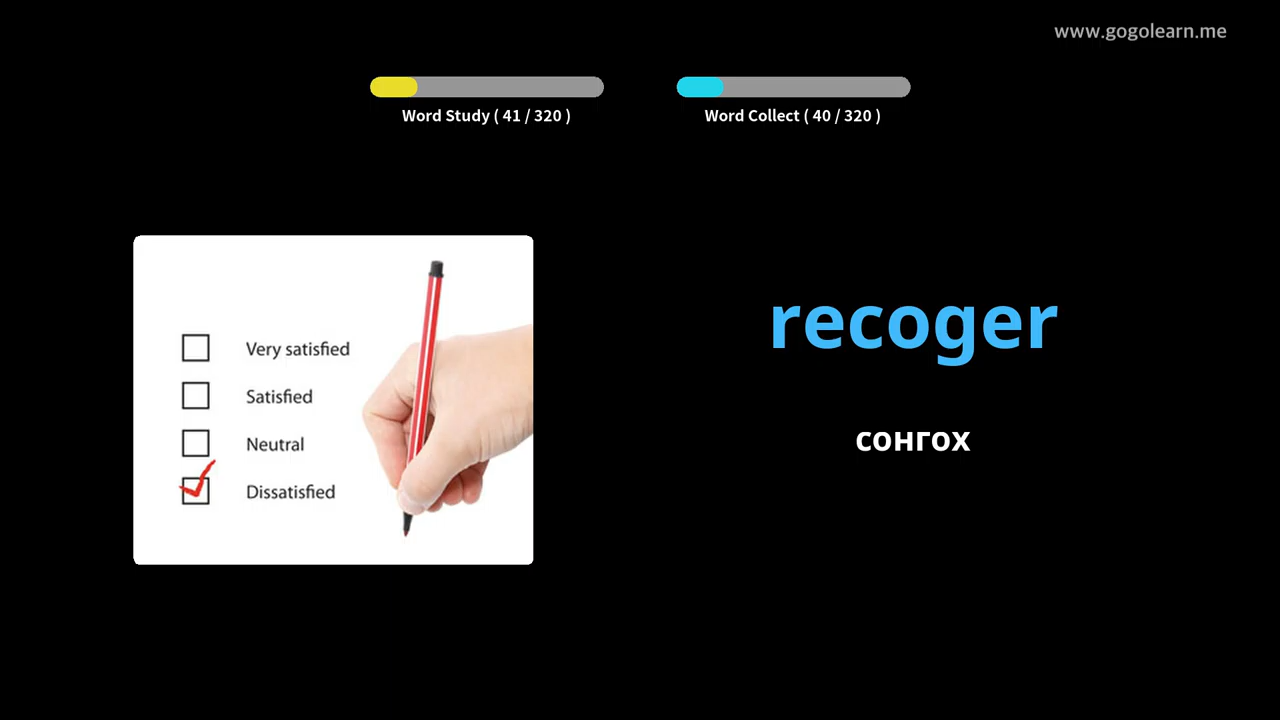 www.gogolearn.me
Word Study ( 41 / 320 )
Word Collect ( 40 / 320 )
Very satisfied
Satisfied
Neutral
Dissatisfied
recoger
сонгох